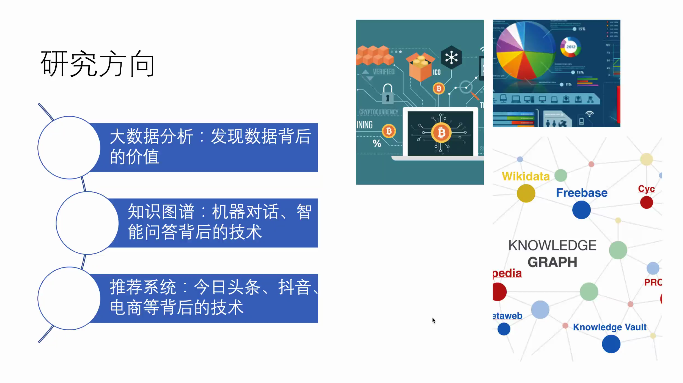 研究方向
大数据分析：发现数据背后
的价值
知识图谱：机器对话、智
能问答背后的技术
推荐系统：今日头条、抖音、
电商等背后的技术
VERIFIED
ICO
MINING
%
2012
Wikidata
Freebase
Cyc
KNOWLEDGE
GRAPH
pedia
PRO
etaweb
Knowledge Vault